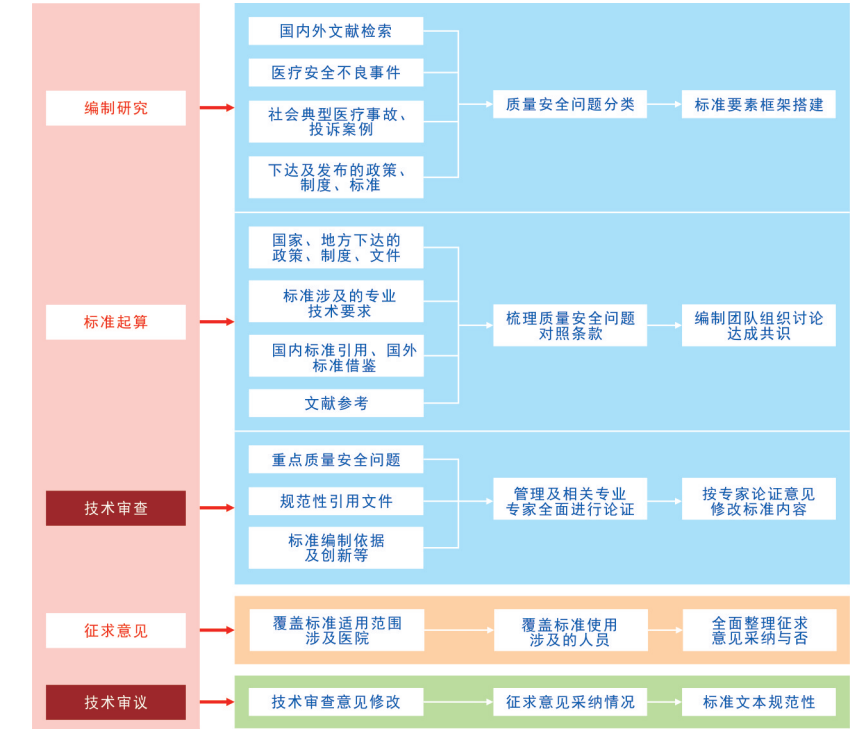 编制研究
国内外文献检索
医疗安全不良事件
社会典型医疗事故、
投诉案例
下达及发布的政策、
制度、标准
质量安全问题分类
标准要素框架搭建
标准起算
国家、地方下达的
政策、制度、文件
标准涉及的专业
技术要求
国内标准引用、国外
标准借鉴
文献参考
梳理质量安全问题
对照条款
编制团队组织讨论
达成共识
技术审查
重点质量安全问题
规范性引用文件
标准编制依据
及创新等
管理及相关专业
专家全面进行论证
按专家论证意见
修改标准内容
征求意见
覆盖标准适用范围
涉及医院
覆盖标准使用
涉及的人员
全面整理征求
意见采纳与否
技术审议
技术审查意见修改
征求意见采纳情况
标准文本规范性